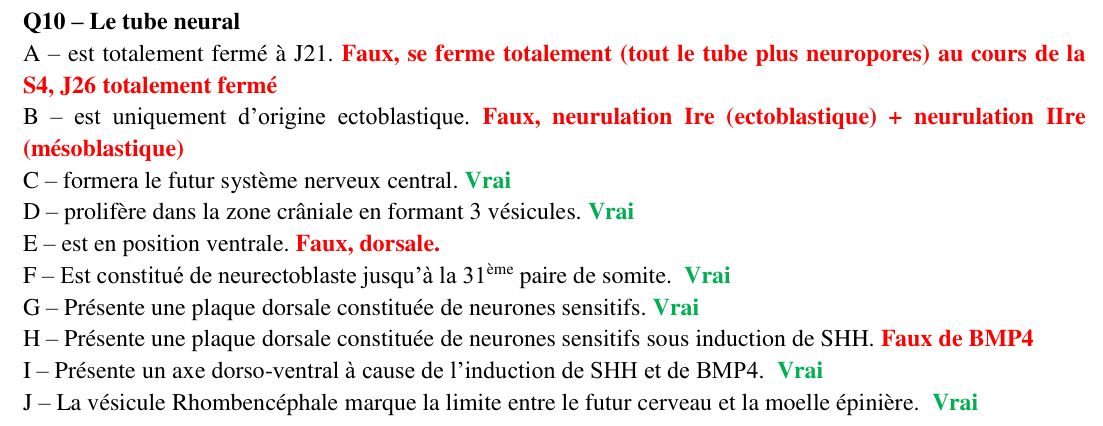 Q10 – Le tube neural
A – est totalement fermé à J21. Faux, se ferme totalement (tout le tube plus neuropores) au cours de la
S4, J26 totalement fermé
B – est uniquement d’origine ectoblastique. Faux, neurulation Ire (ectoblastique) + neurulation IIre
(mésoblastique)
C – formera le futur système nerveux central. Vrai
D – prolifère dans la zone crâniale en formant 3 vésicules. Vrai
E – est en position ventrale. Faux, dorsale.
F – Est constitué de neurectoblaste jusqu’à la 31ème paire de somite. Vrai
G – Présente une plaque dorsale constituée de neurones sensitifs. Vrai
H – Présente une plaque dorsale constituée de neurones sensitifs sous induction de SHH. Faux de BMP4
I – Présente un axe dorso-ventral à cause de l’induction de SHH et de BMP4. Vrai
J – La vésicule Rhombencéphale marque la limite entre le futur cerveau et la moelle épinière. Vrai